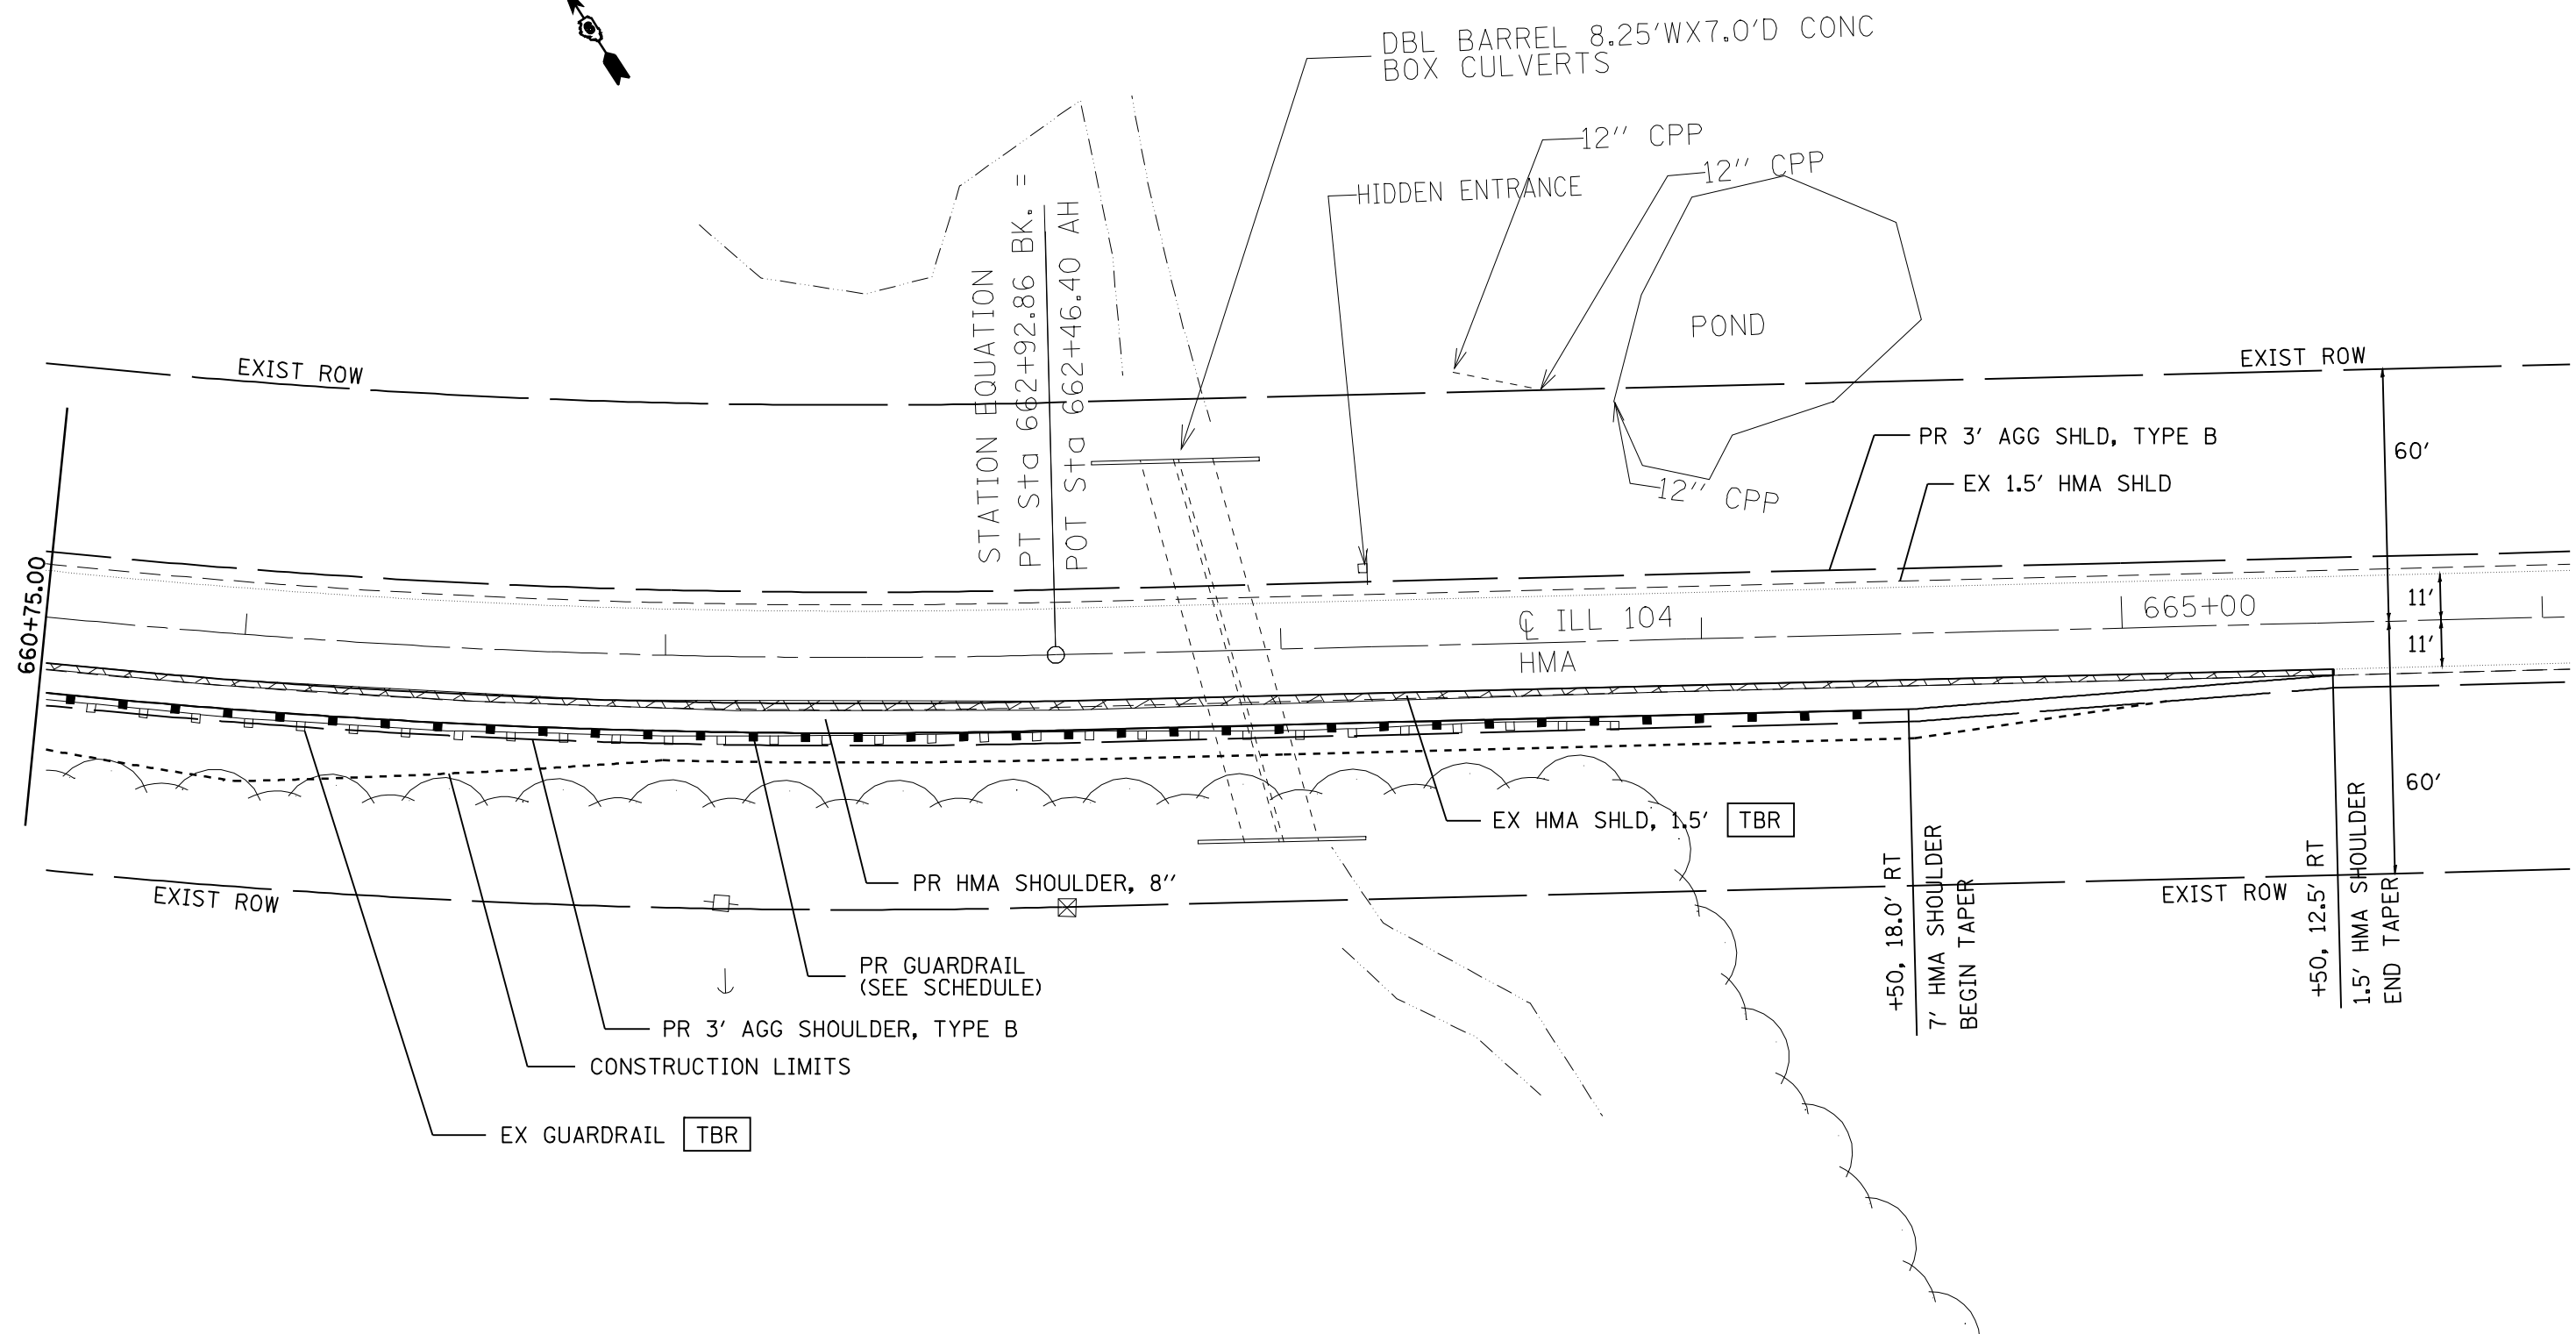 DBL BARREL 8.25'WX7.0'D CONC
BOX CULVERTS
12'' CPP
12'' CPP
HIDDEN ENTRANCE
STATION EQUATION
PT Sta 662+92.86 BK. =
POT Sta 662+46.40 AH
POND
EXIST ROW
EXIST ROW
PR 3' AGG SHLD, TYPE B
60'
EX 1.5' HMA SHLD
12'' CPP
660+75.00
℄ ILL 104
665+00
11'
11'
HMA
EX HMA SHLD, 1.5' TBR
60'
PR HMA SHOULDER, 8''
EXIST ROW
EXIST ROW
+50, 18.0' RT
7' HMA SHOULDER
BEGIN TAPER
+50, 12.5' RT
1.5' HMA SHOULDER
END TAPER
PR GUARDRAIL
(SEE SCHEDULE)
PR 3' AGG SHOULDER, TYPE B
CONSTRUCTION LIMITS
EX GUARDRAIL TBR